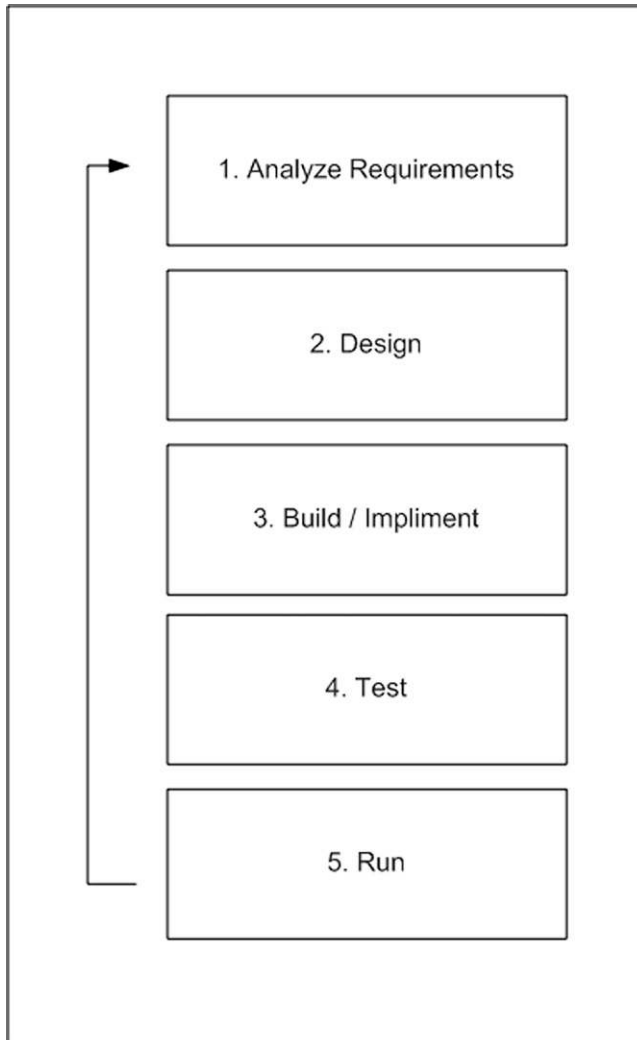 1. Analyze Requirements
2. Design
3. Build / Impliment
4. Test
5. Run